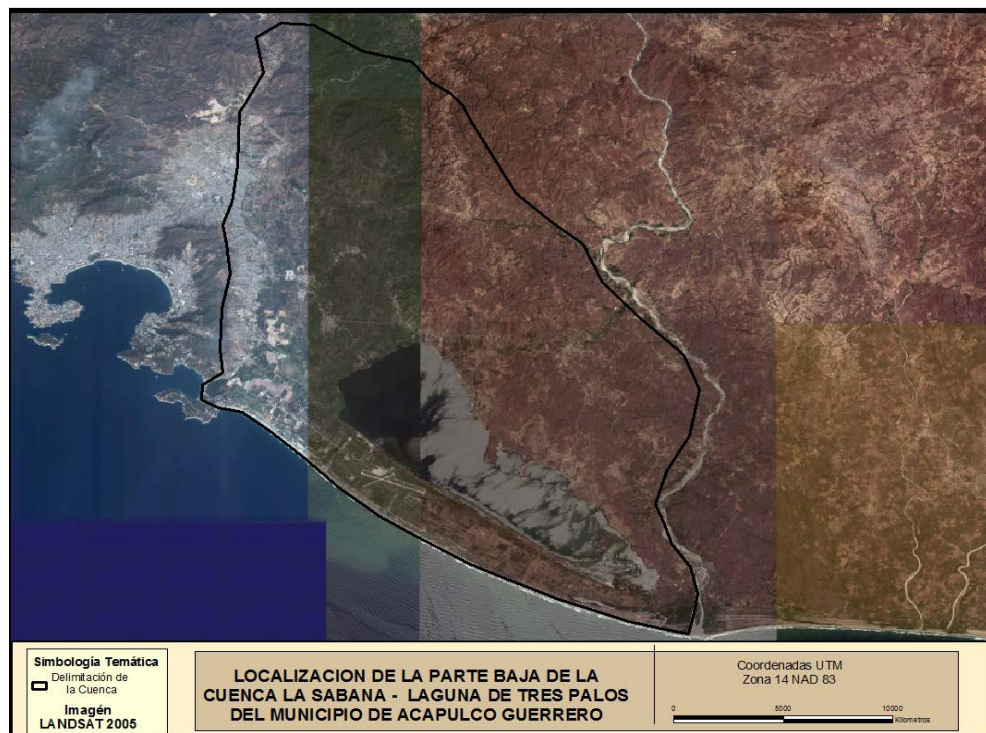 Simbología Temática
Delimitación de
la Cuenca
Imagén
LANDSAT 2005
LOCALIZACION DE LA PARTE BAJA DE LA
CUENCA LA SABANA - LAGUNA DE TRES PALOS
DEL MUNICIPIO DE ACAPULCO GUERRERO
Coordenadas UTM
Zona 14 NAD 83
0 5000 10000
Kilometros